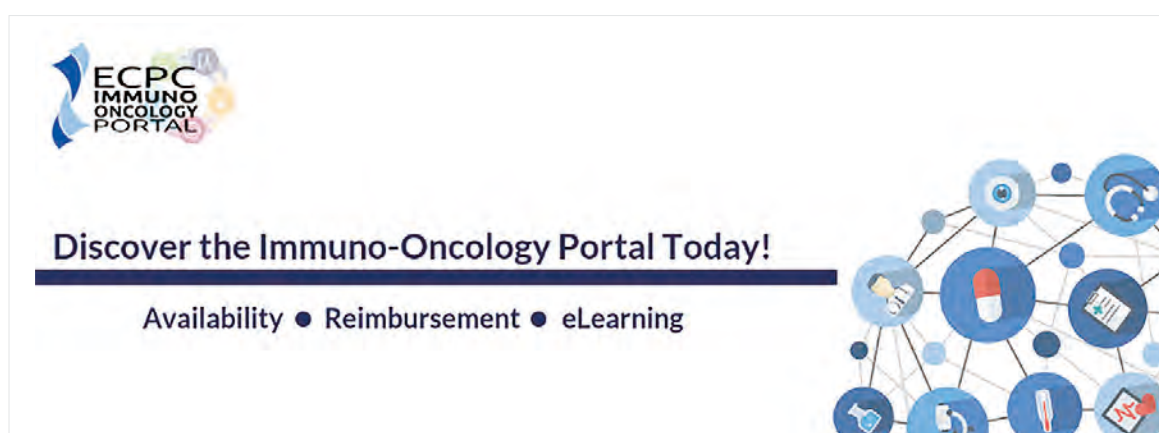 ECPC
IMMUNO
ONCOLOGY
PORTAL
Discover the Immuno-Oncology Portal Today!
Availability ● Reimbursement ● eLearning